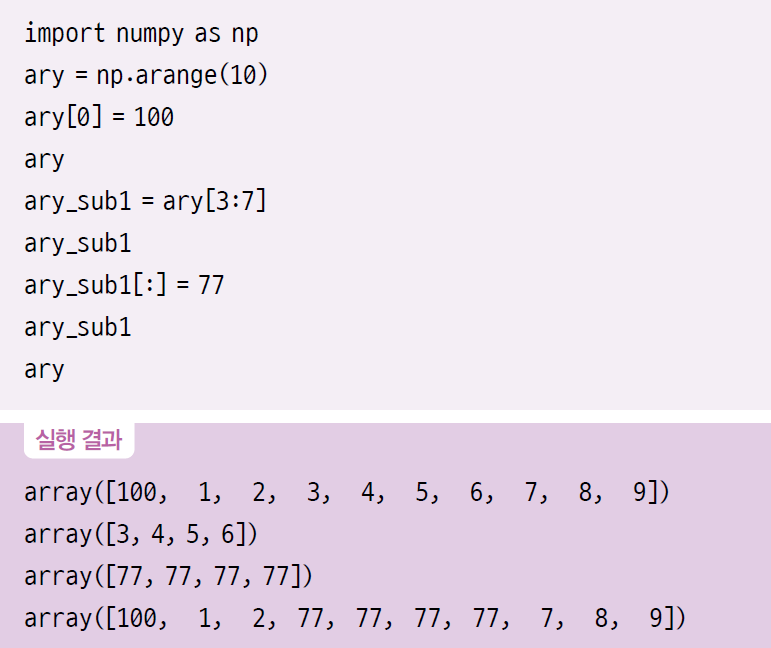 import numpy as np
ary = np.arange(10)
ary[0] = 100
ary
ary_sub1 = ary[3:7]
ary_sub1
ary_sub1[:] = 77
ary_sub1
ary
실행 결과
array([100, 1, 2, 3, 4, 5, 6, 7, 8, 9])
array([3, 4, 5, 6])
array([77, 77, 77, 77])
array([100, 1, 2, 77, 77, 77, 77, 7, 8, 9])